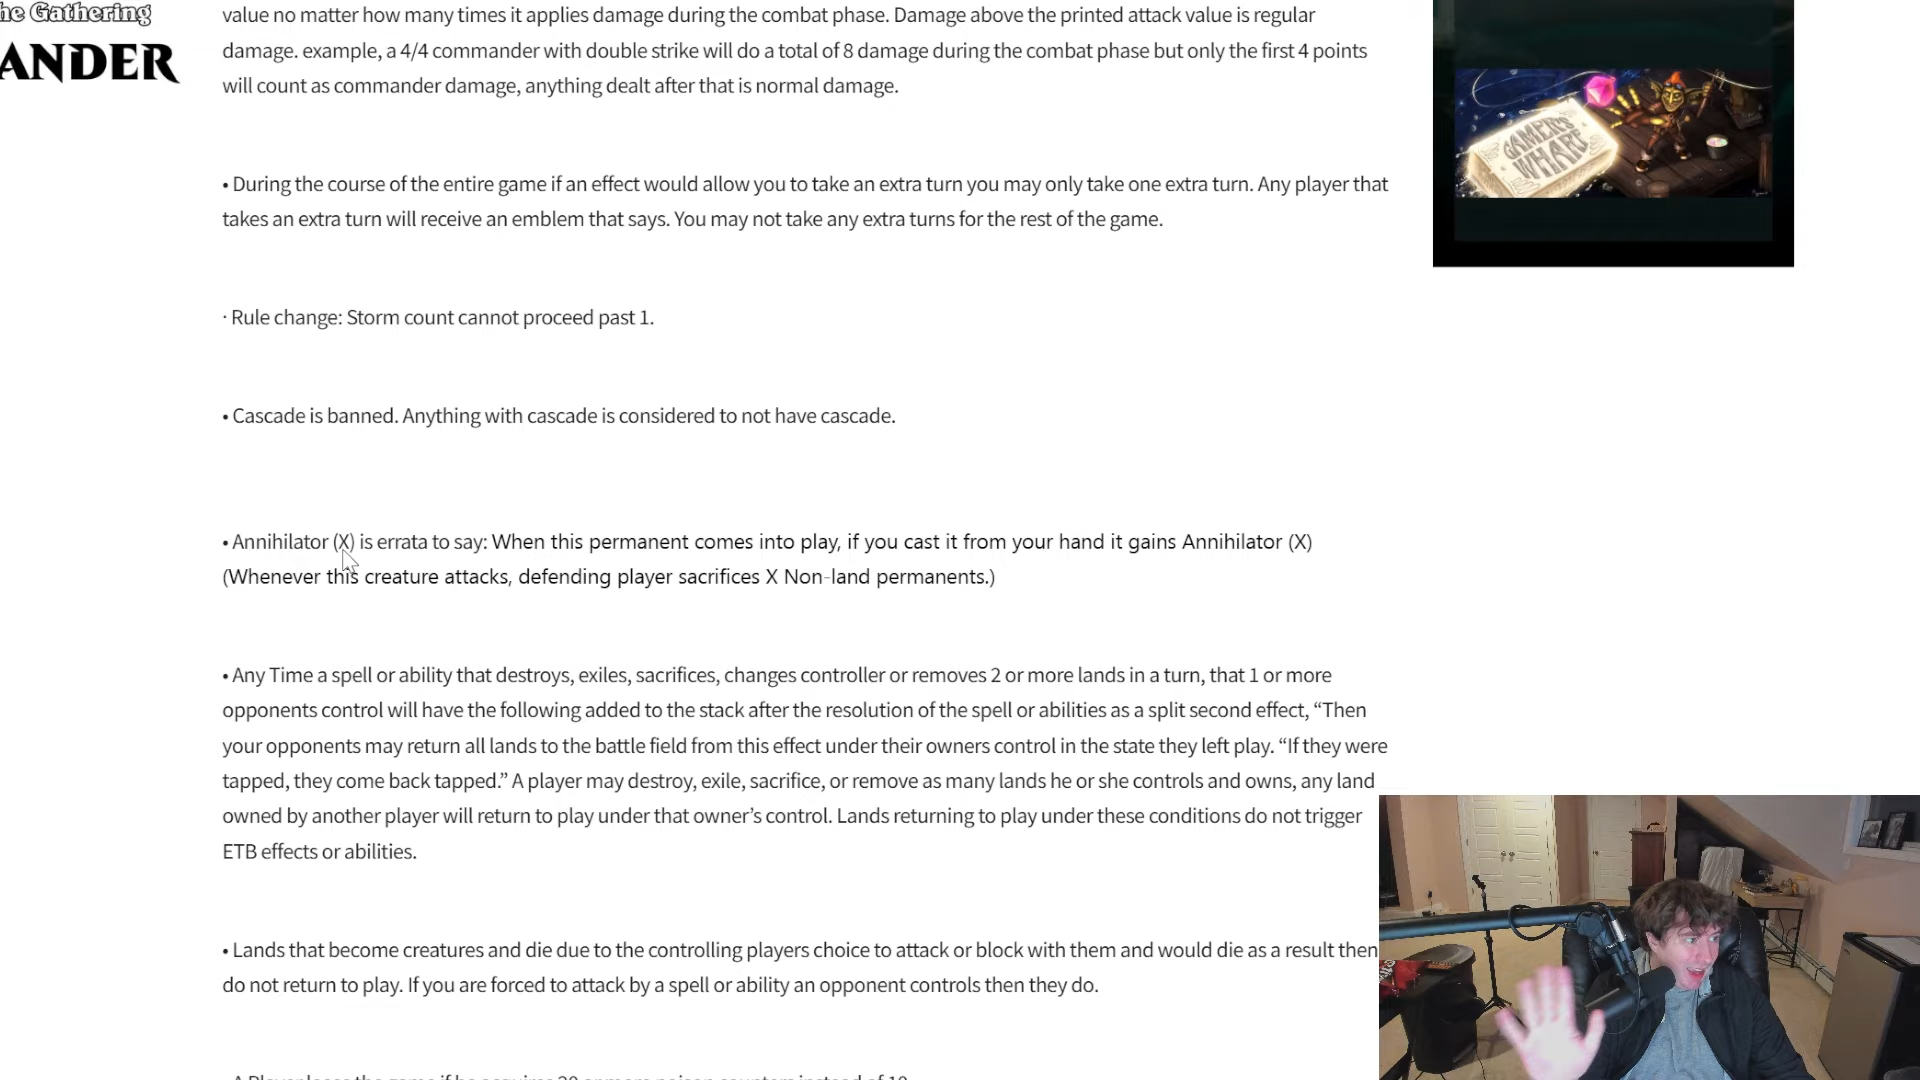 he Gathering
ANDER
value no matter how many times it applies damage during the combat phase. Damage above the printed attack value is regular
damage. example, a 4/4 commander with double strike will do a total of 8 damage during the combat phase but only the first 4 points
will count as commander damage, anything dealt after that is normal damage.
GAMER'S
WHARF
• During the course of the entire game if an effect would allow you to take an extra turn you may only take one extra turn. Any player that
takes an extra turn will receive an emblem that says. You may not take any extra turns for the rest of the game.
· Rule change: Storm count cannot proceed past 1.
• Cascade is banned. Anything with cascade is considered to not have cascade.
• Annihilator (X) is errata to say: When this permanent comes into play, if you cast it from your hand it gains Annihilator (X)
(Whenever this creature attacks, defending player sacrifices X Non-land permanents.)
• Any Time a spell or ability that destroys, exiles, sacrifices, changes controller or removes 2 or more lands in a turn, that 1 or more
opponents control will have the following added to the stack after the resolution of the spell or abilities as a split second effect, “Then
your opponents may return all lands to the battle field from this effect under their owners control in the state they left play. “If they were
tapped, they come back tapped.” A player may destroy, exile, sacrifice, or remove as many lands he or she controls and owns, any land
owned by another player will return to play under that owner’s control. Lands returning to play under these conditions do not trigger
ETB effects or abilities.
• Lands that become creatures and die due to the controlling players choice to attack or block with them and would die as a result then
do not return to play. If you are forced to attack by a spell or ability an opponent controls then they do.
• A Player loses the game if he acquires 20 or more poison counters instead of 10